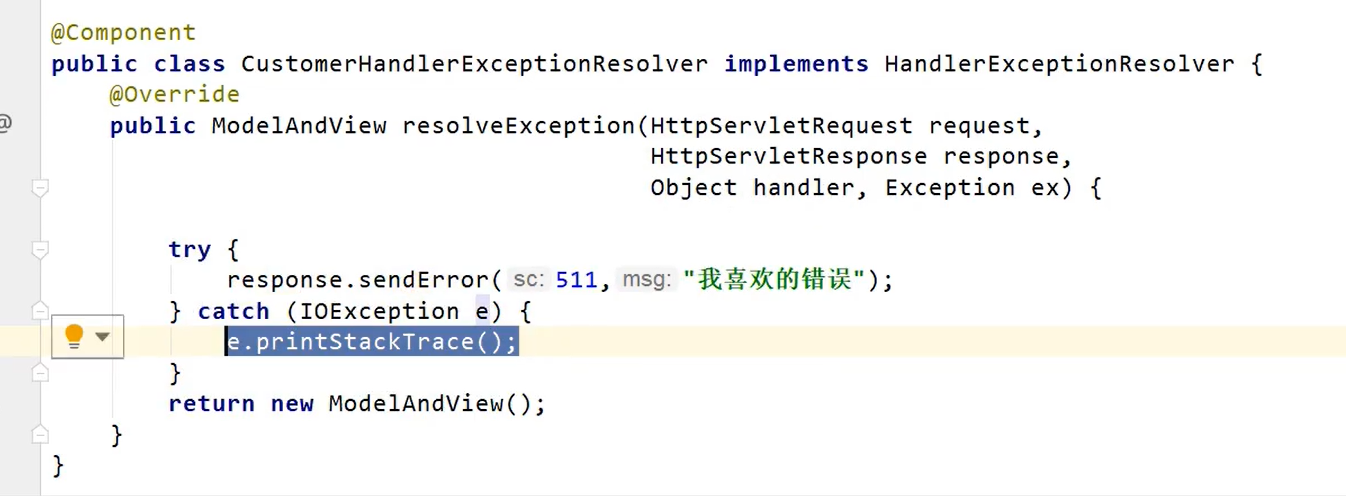 @Component
public class CustomerHandlerExceptionResolver implements HandlerExceptionResolver {
@Override
@
public ModelAndView resolveException(HttpServletRequest request,
HttpServletResponse response,
Object handler, Exception ex) {
try {
response.sendError( sc: 511, msg: "我喜欢的错误");
} catch (IOException e) {
e.printStackTrace();
}
return new ModelAndView();
}
}